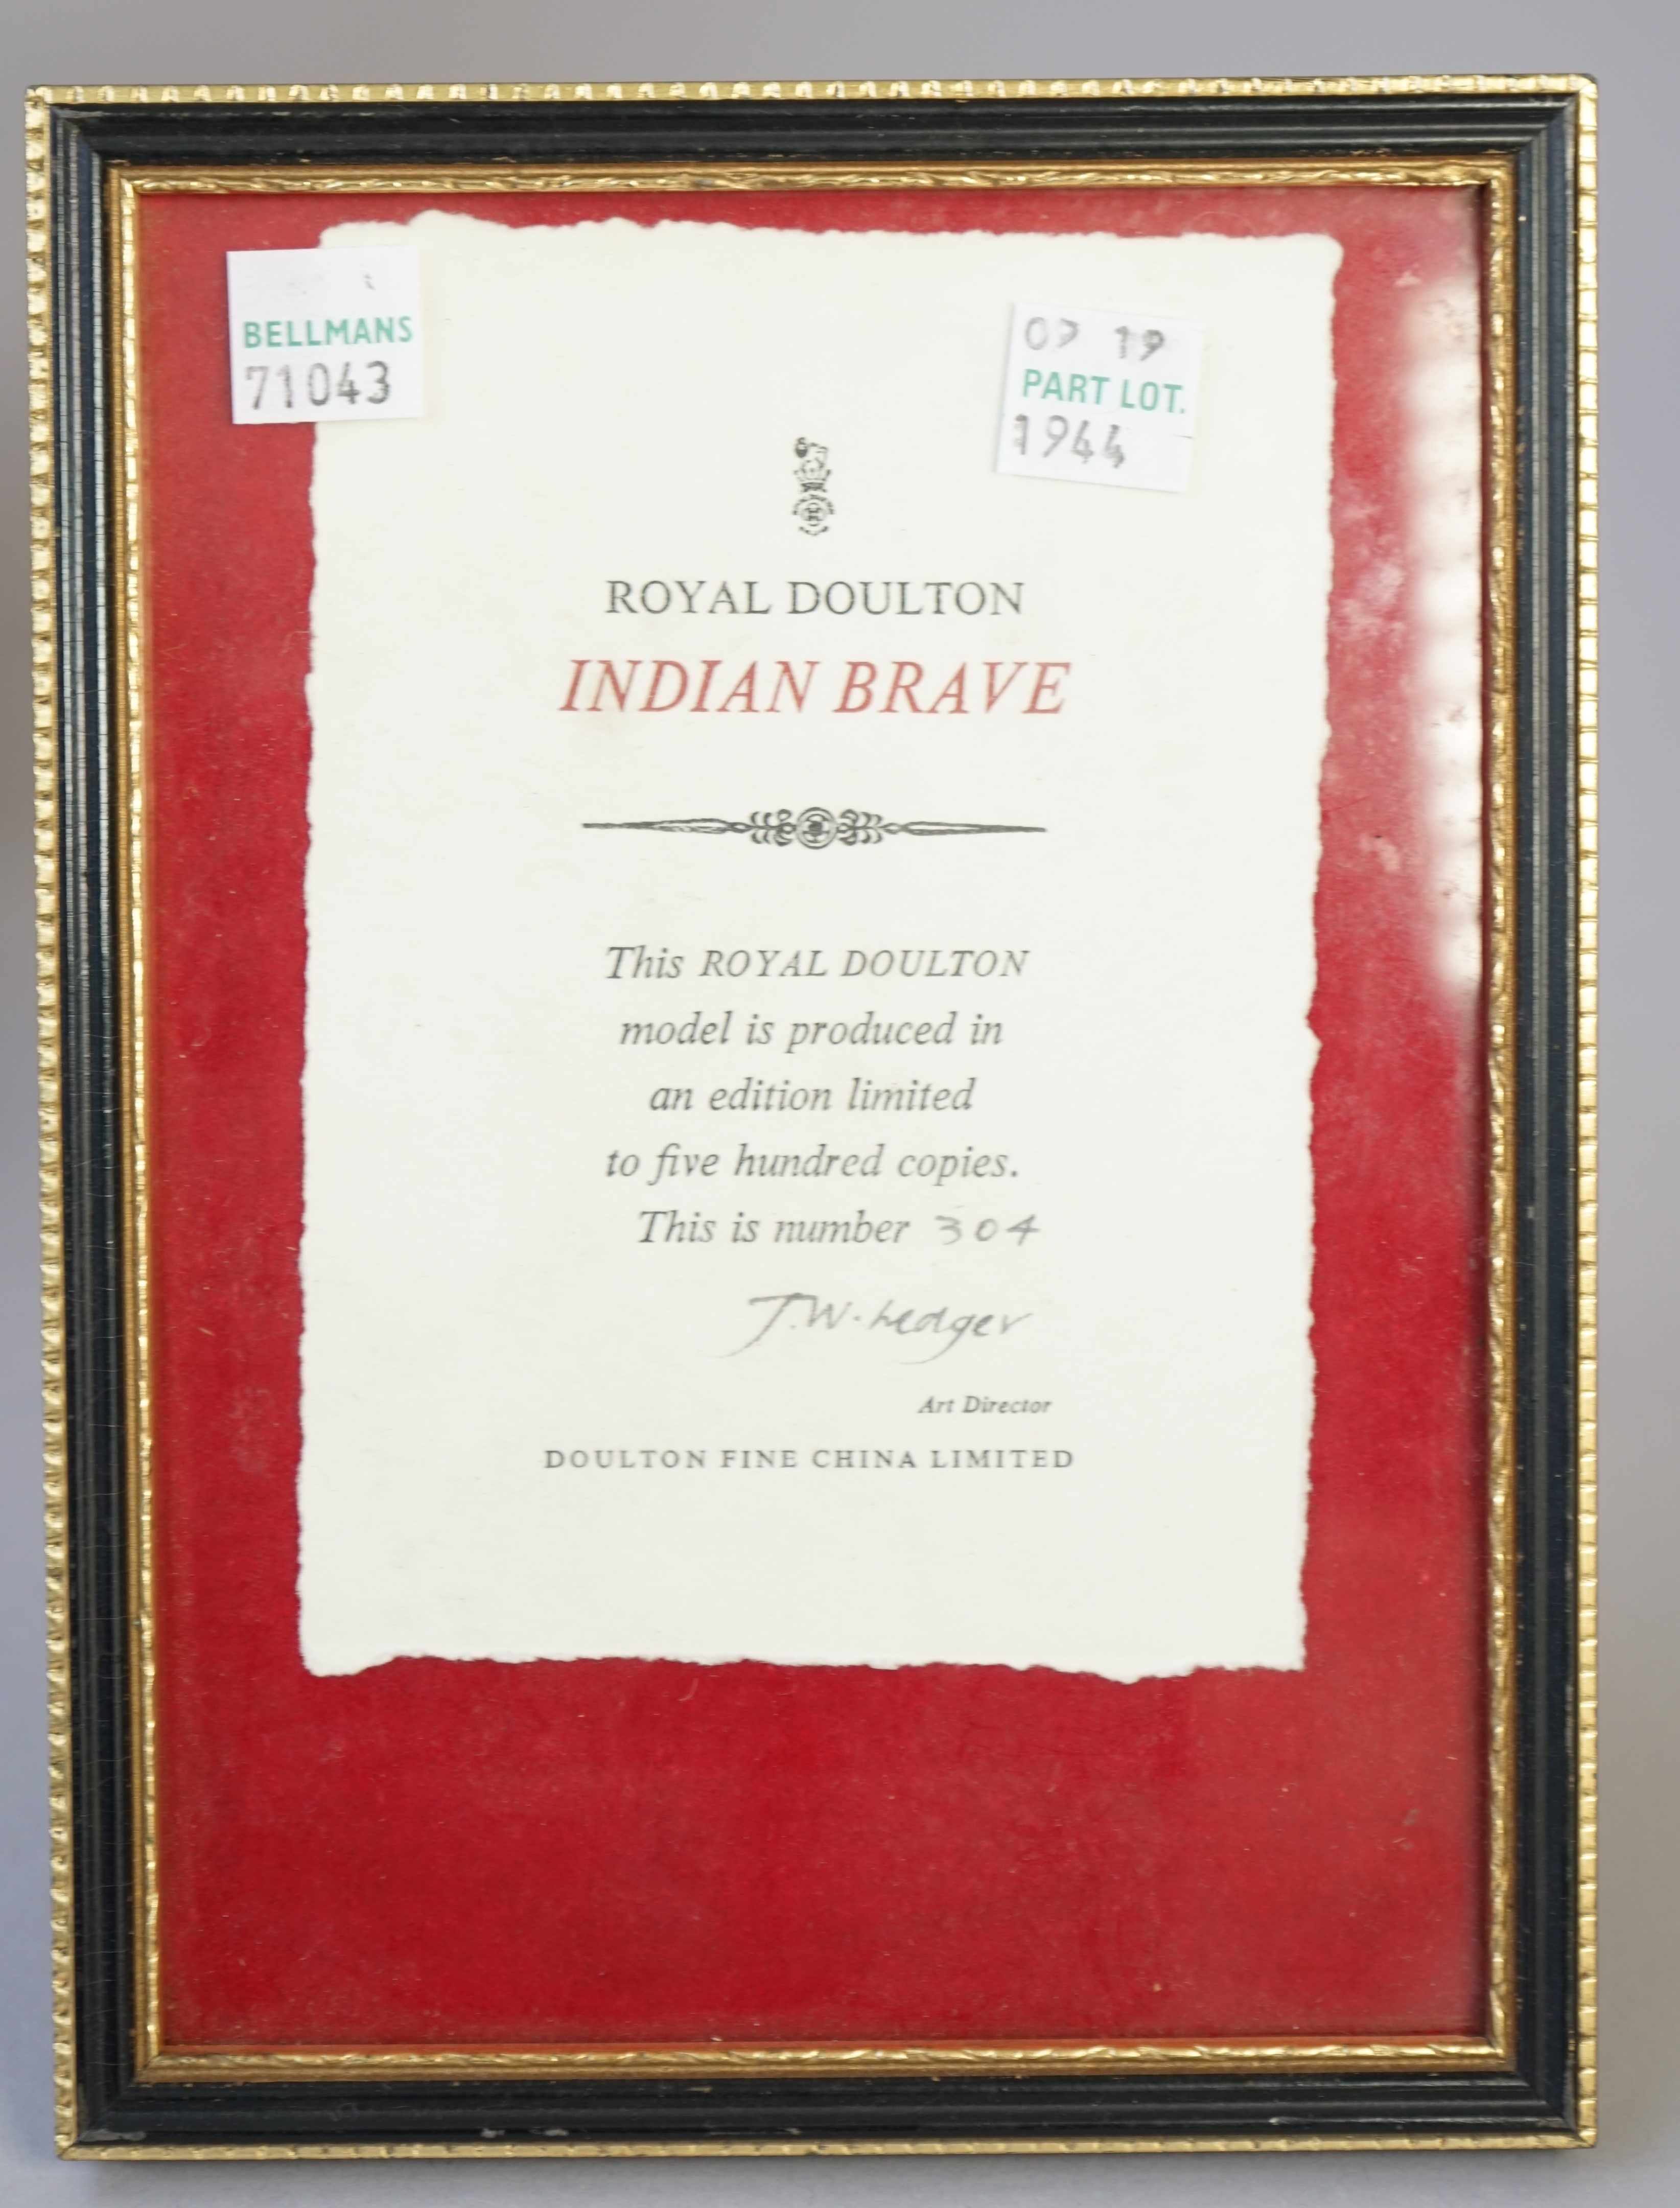 BELLMANS
71043
07 19
PART LOT.
1944
ROYAL DOULTON
INDIAN BRAVE
This ROYAL DOULTON
model is produced in
an edition limited
to five hundred copies.
This is number 304
J.W. Ledger
Art Director
DOULTON FINE CHINA LIMITED